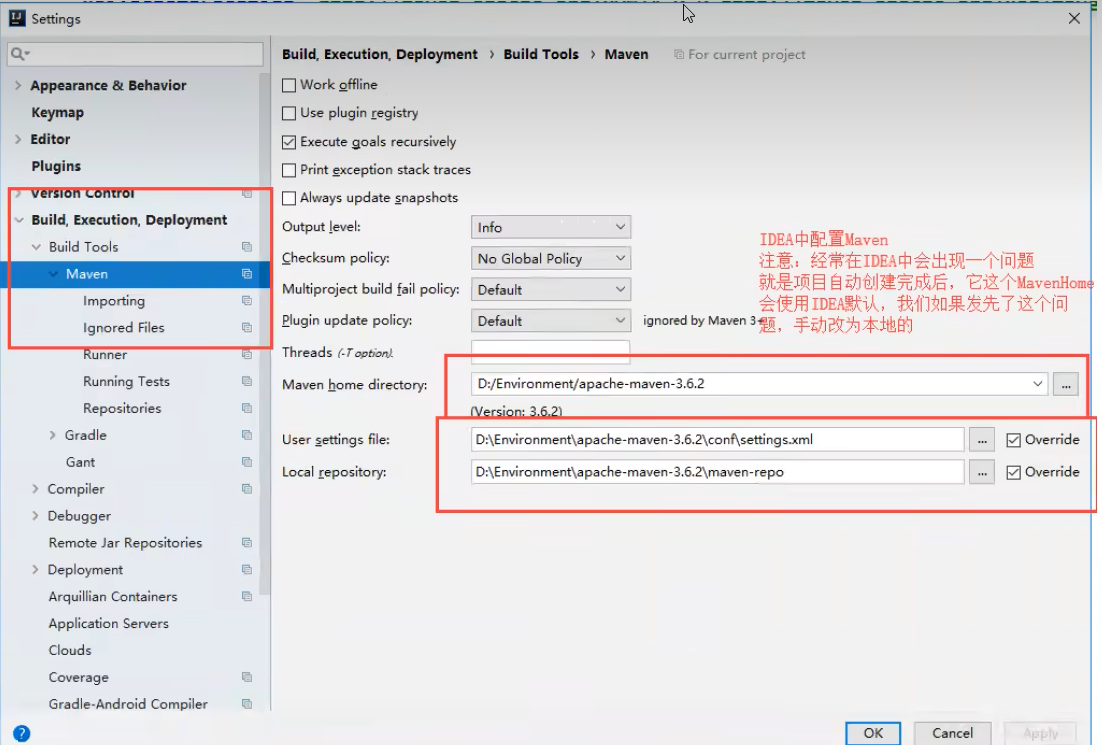 Settings
Build, Execution, Deployment › Build Tools › Maven For current project
Appearance & Behavior
Keymap
Editor
Plugins
Version Control
Build, Execution, Deployment
Build Tools
Maven
Importing
Ignored Files
Runner
Running Tests
Repositories
Gradle
Gant
Compiler
Debugger
Remote Jar Repositories
Deployment
Arquillian Containers
Application Servers
Clouds
Coverage
Gradle-Android Compiler
Work offline
Use plugin registry
Execute goals recursively
Print exception stack traces
Always update snapshots
Output level: Info
Checksum policy: No Global Policy
Multiproject build fail policy: Default
Plugin update policy: Default ignored by Maven 3+
Threads (-T option):
Maven home directory: D:/Environment/apache-maven-3.6.2 ...
(Version: 3.6.2)
User settings file: D:\Environment\apache-maven-3.6.2\conf\settings.xml ... Override
Local repository: D:\Environment\apache-maven-3.6.2\maven-repo ... Override
IDEA中配置Maven
注意：经常在IDEA中会出现一个问题
就是项目自动创建完成后，它这个MavenHome
会使用IDEA默认，我们如果发先了这个问
题，手动改为本地的
?
OK Cancel Apply